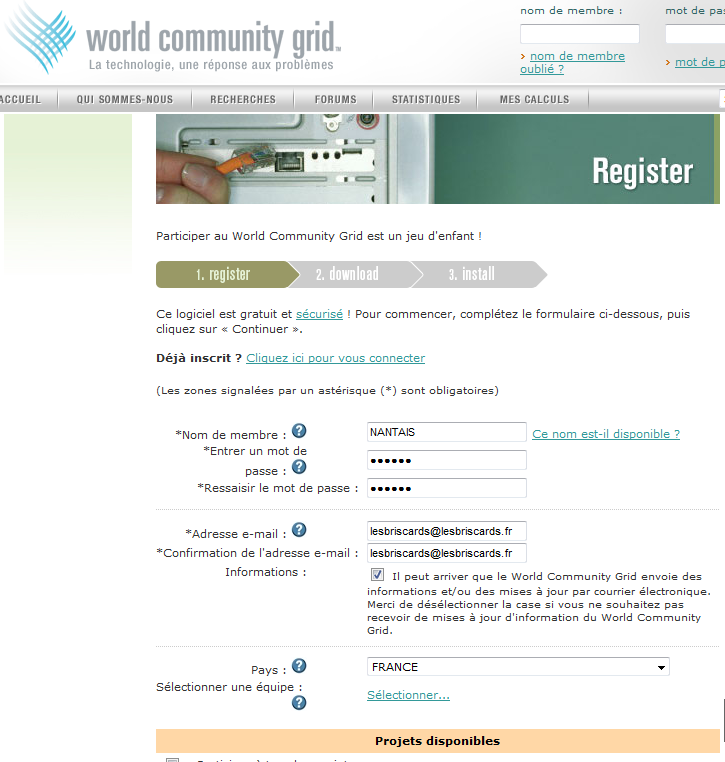 nom de membre :
mot de
world community grid™
La technologie, une réponse aux problèmes
nom de membre
oublié ?
mot de
ACCUEIL
QUI SOMMES-NOUS
RECHERCHES
FORUMS
STATISTIQUES
MES CALCULS
Register
Participer au World Community Grid est un jeu d'enfant !
1. register
2. download
3. install
Ce logiciel est gratuit et sécurisé ! Pour commencer, complétez le formulaire ci-dessous, puis
cliquez sur « Continuer ».
Déjà inscrit ? Cliquez ici pour vous connecter
(Les zones signalées par un astérisque (*) sont obligatoires)
*Nom de membre : ? NANTAIS Ce nom est-il disponible ?
*Entrer un mot de
passe : ? ●●●●●●
*Ressaisir le mot de passe : ●●●●●●
*Adresse e-mail : ? lesbriscards@lesbriscards.fr
*Confirmation de l'adresse e-mail : lesbriscards@lesbriscards.fr
Informations : Il peut arriver que le World Community Grid envoie des
informations et/ou des mises à jour par courrier électronique.
Merci de désélectionner la case si vous ne souhaitez pas
recevoir de mises à jour d'information du World Community
Grid.
Pays : ? FRANCE
Sélectionner une équipe :
? Sélectionner...
Projets disponibles